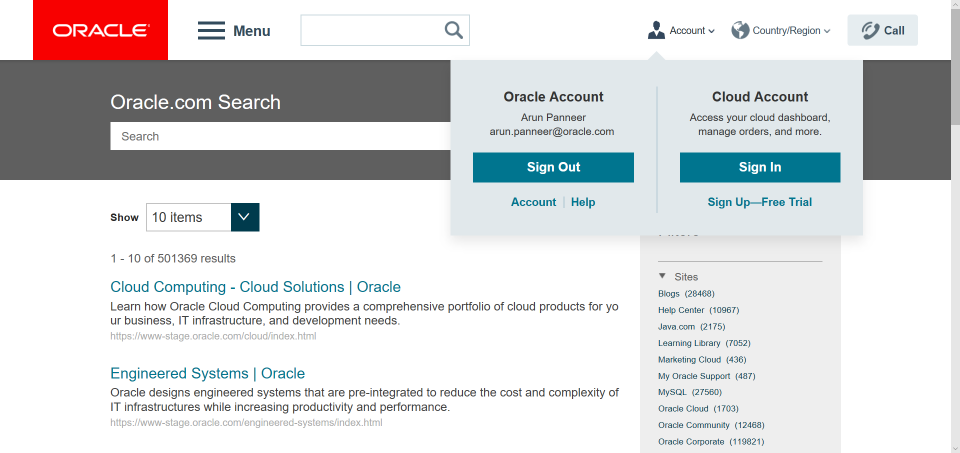 ORACLE
Menu
Account
Country/Region
Call
Oracle.com Search
Search
Oracle Account
Arun Panneer
arun.panneer@oracle.com
Sign Out
Account | Help
Cloud Account
Access your cloud dashboard,
manage orders, and more.
Sign In
Sign Up—Free Trial
Show
10 items
1 - 10 of 501369 results
Cloud Computing - Cloud Solutions | Oracle
Learn how Oracle Cloud Computing provides a comprehensive portfolio of cloud products for yo
ur business, IT infrastructure, and development needs.
https://www-stage.oracle.com/cloud/index.html
Engineered Systems | Oracle
Oracle designs engineered systems that are pre-integrated to reduce the cost and complexity of
IT infrastructures while increasing productivity and performance.
https://www-stage.oracle.com/engineered-systems/index.html
Sites
Blogs (28468)
Help Center (10967)
Java.com (2175)
Learning Library (7052)
Marketing Cloud (436)
My Oracle Support (487)
MySQL (27560)
Oracle Cloud (1703)
Oracle Community (12468)
Oracle Corporate (119821)